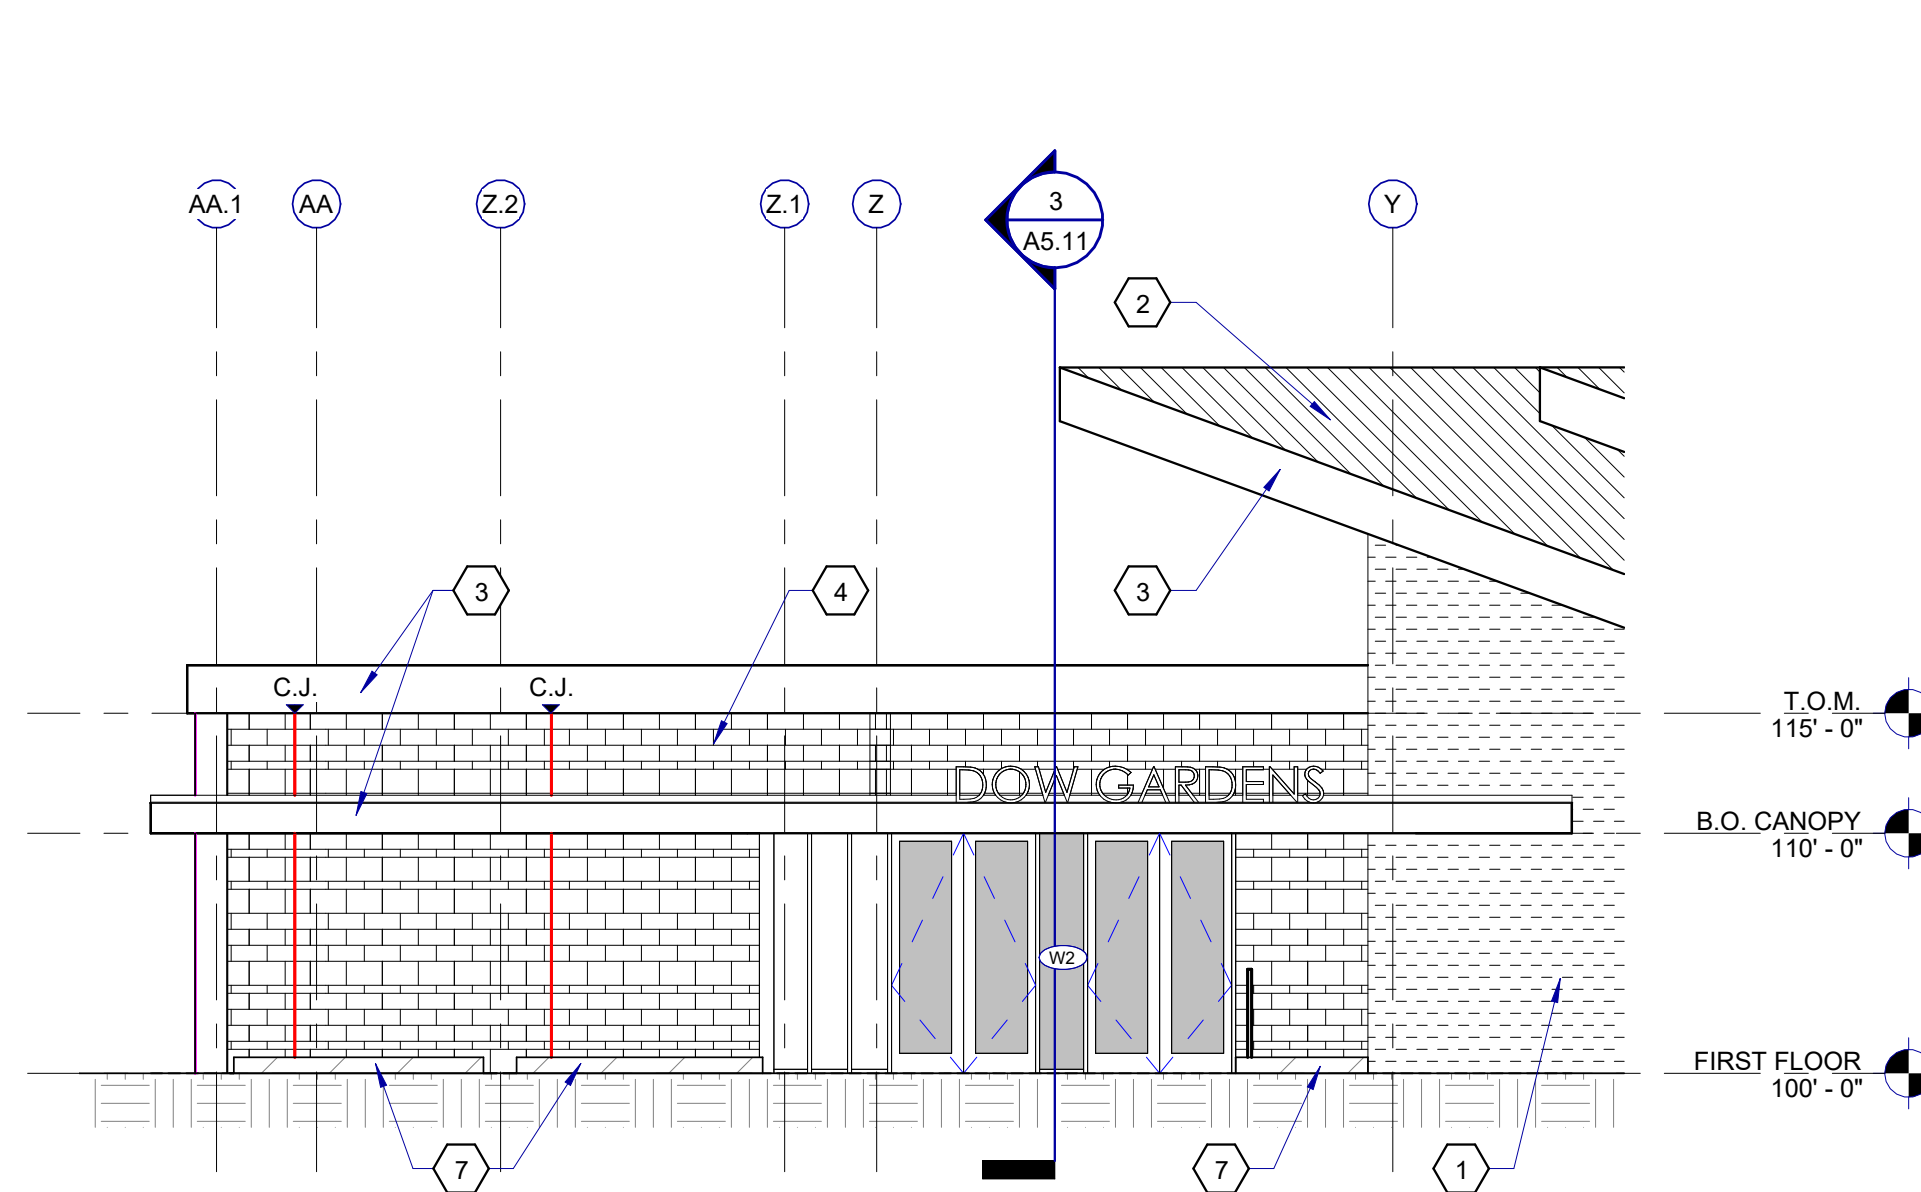 AA.1
AA
Z.2
Z.1
Z
3
A5.11
Y
2
3
4
3
C.J.
C.J.
T.O.M.
115' - 0"
DOW GARDENS
B.O. CANOPY
110' - 0"
W2
FIRST FLOOR
100' - 0"
7
7
1